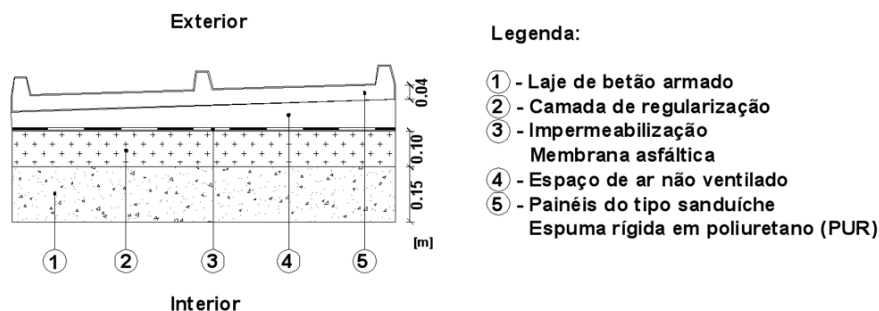 Exterior
0.04
0.10
0.15
[m]
1 2 3 4 5
Interior
Legenda:
1 - Laje de betão armado
2 - Camada de regularização
3 - Impermeabilização
Membrana asfáltica
4 - Espaço de ar não ventilado
5 - Painéis do tipo sanduíche
Espuma rígida em poliuretano (PUR)